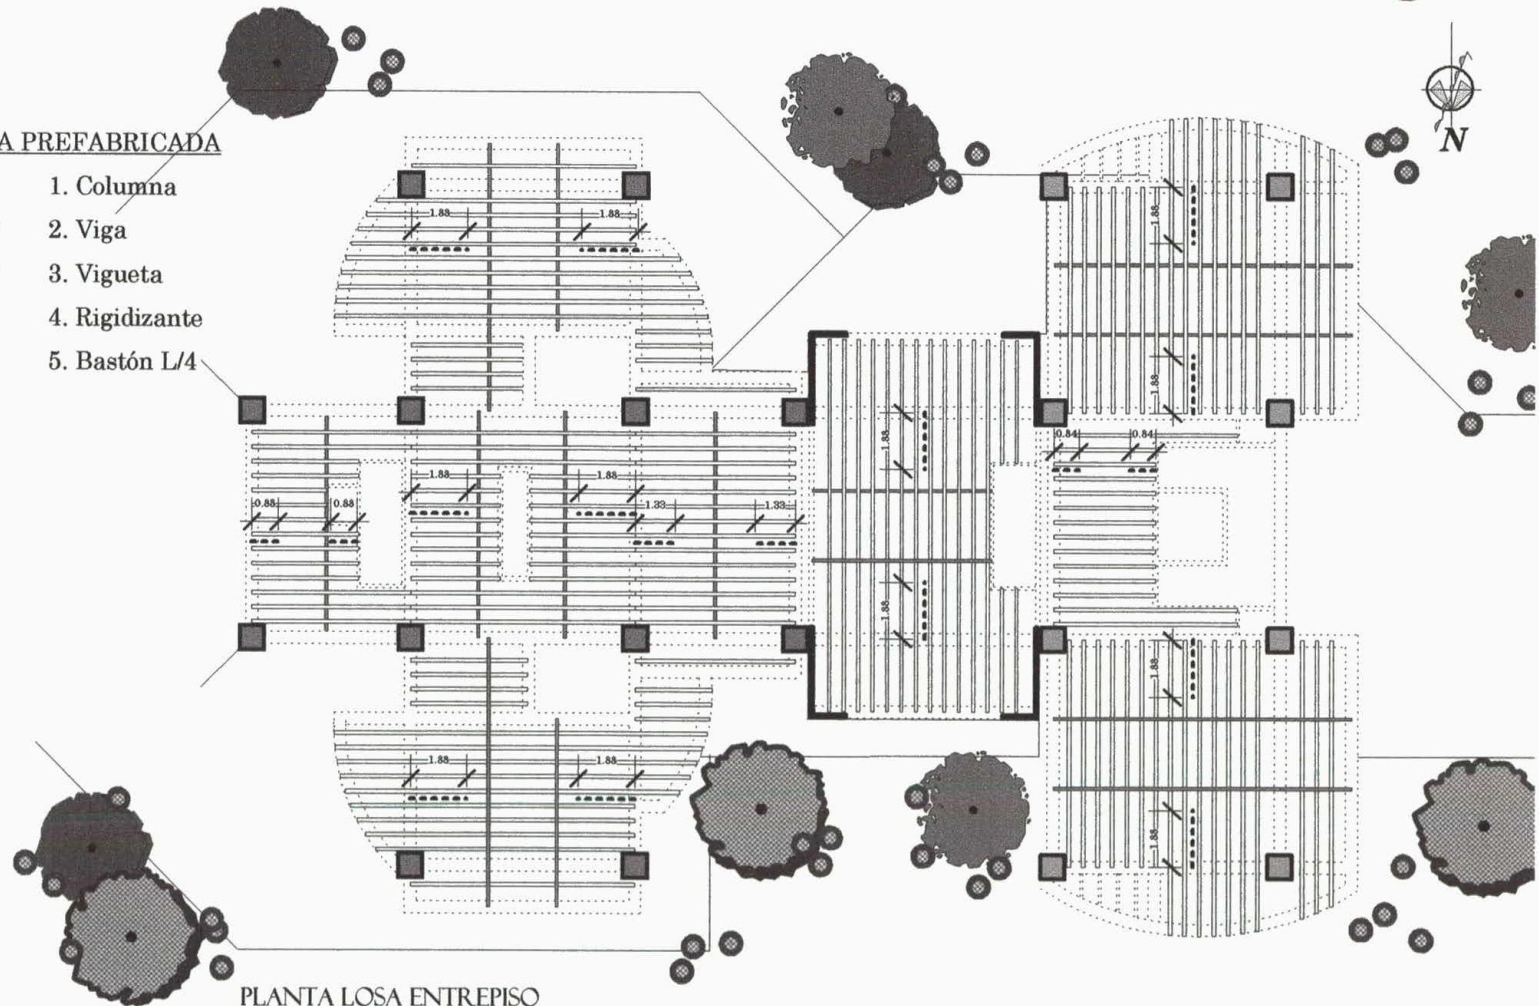 A PREFABRICADA
1. Columna
2. Viga
3. Vigueta
4. Rigidizante
5. Bastón L/4
N
1.88
1.88
1.88
1.88
1.88
0.84
0.84
1.88
1.88
0.88
0.88
1.33
1.33
1.88
1.88
1.88
1.88
1.88
PLANTA LOSA ENTREPISO